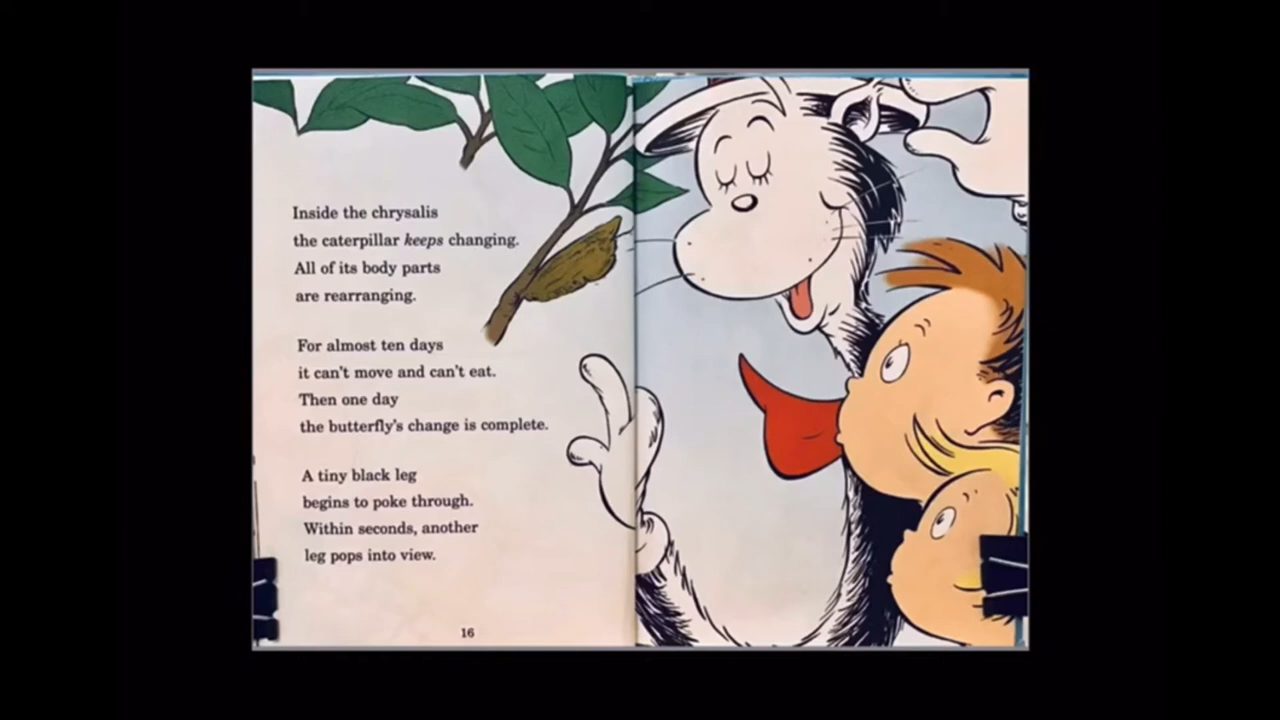 Inside the chrysalis
the caterpillar keeps changing.
All of its body parts
are rearranging.
For almost ten days
it can't move and can't eat.
Then one day
the butterfly's change is complete.
A tiny black leg
begins to poke through.
Within seconds, another
leg pops into view.
16